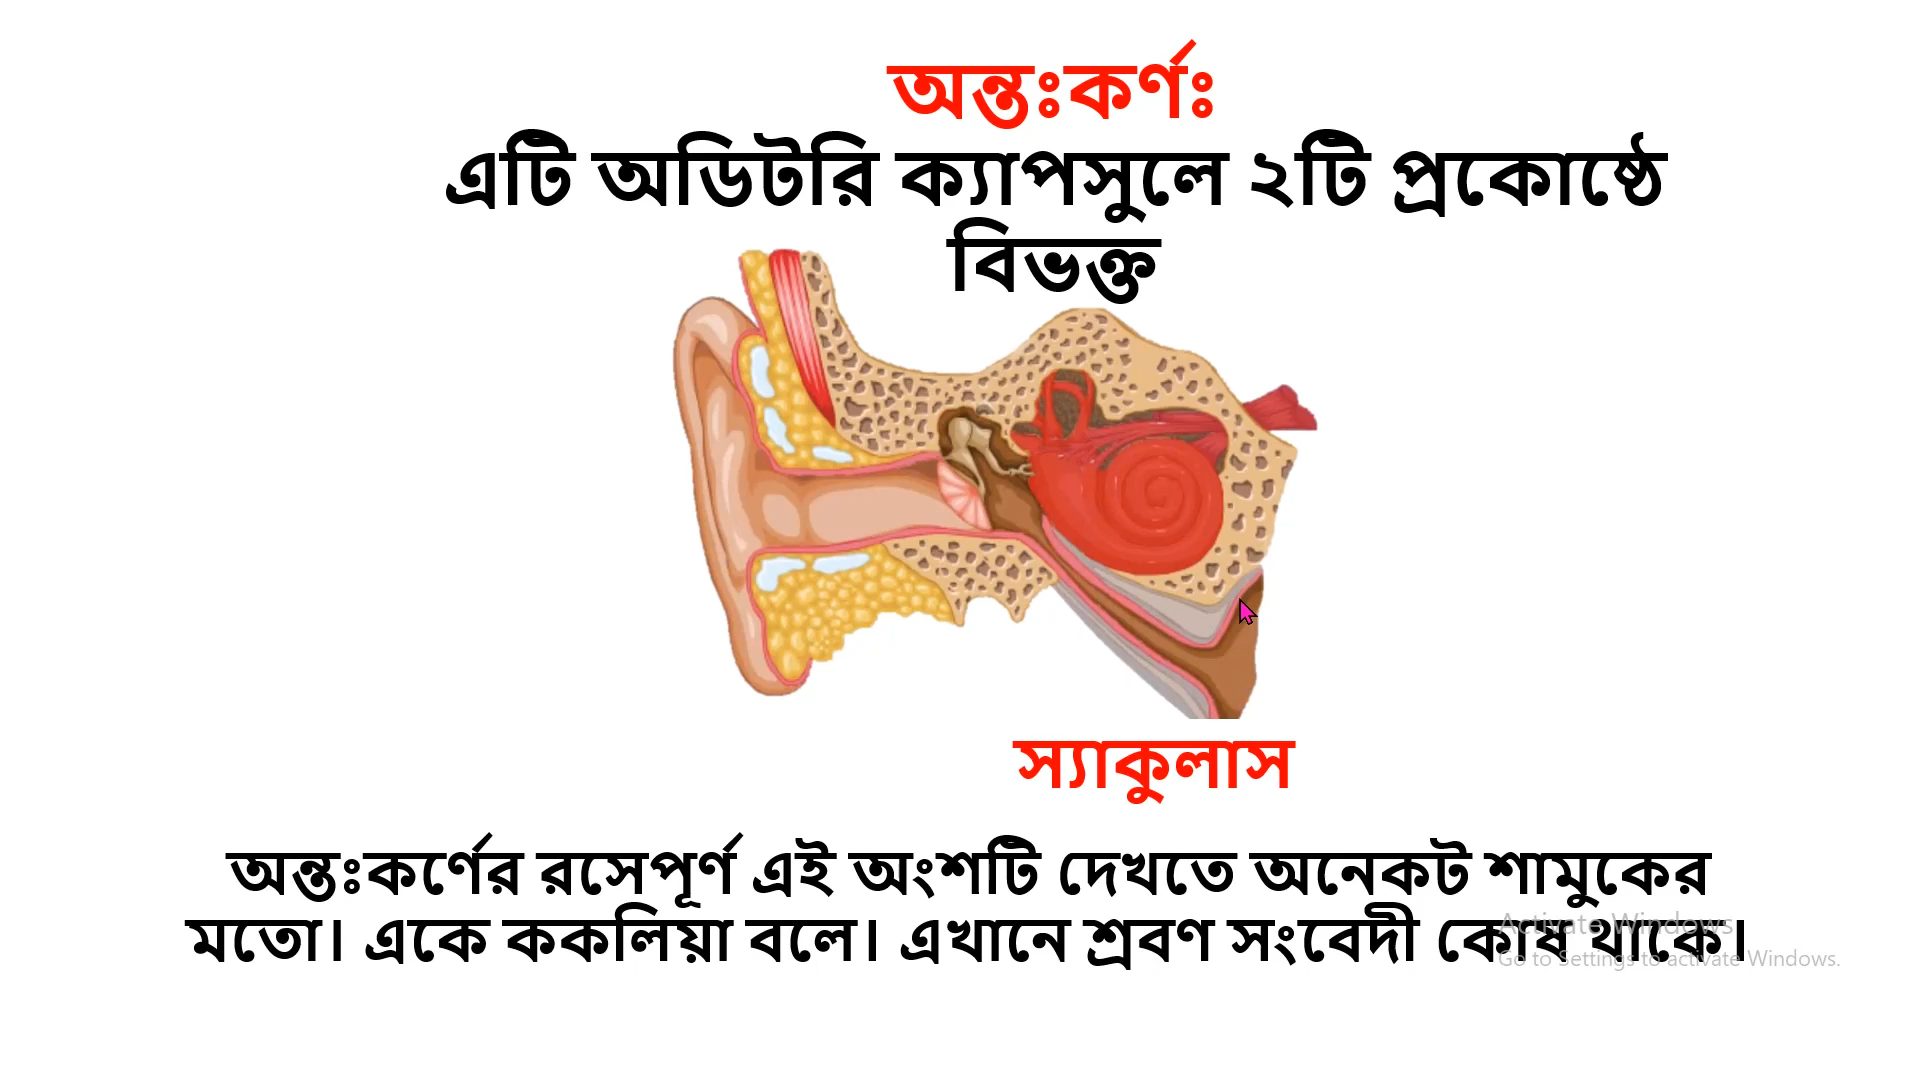 অন্তঃকর্ণঃ
এটি অডিটরি ক্যাপসুলে ২টি প্রকোষ্ঠে
বিভক্ত
স্যাকুলাস
অন্তঃকর্ণের রসেপূর্ণ এই অংশটি দেখতে অনেকট শামুকের
মতো। একে ককলিয়া বলে। এখানে শ্রবণ সংবেদী কোষ থাকে।
Activate Windows
Go to Settings to activate Windows.